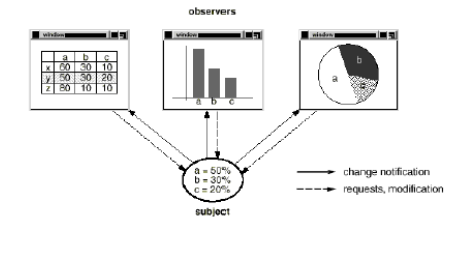 observers
window
window
window
a b c
x 60 30 10
y 50 30 20
z 80 10 10
a b c
a
b
c
a = 50%
b = 30%
c = 20%
subject
change notification
requests, modification